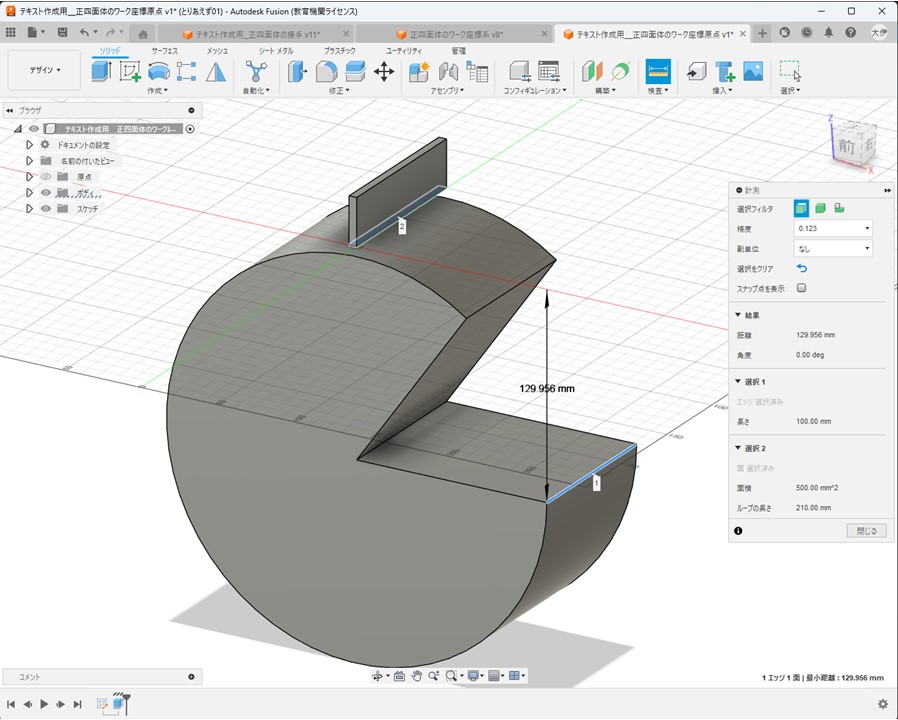 テキスト作成用__正四面体のワーク座標原点 v1* (とりあえず01) - Autodesk Fusion (教育機関ライセンス)
テキスト作成用__正四面体の接手 v11*
正四面体のワーク座標系 v8*
テキスト作成用__正四面体のワーク座標原点 v1*
大伊
デザイン
ソリッド
サーフェス
メッシュ
シート メタル
プラスチック
ユーティリティ
管理
作成
自動化
修正
アセンブリ
コンフィギュレーション
構築
検査
挿入
選択
ブラウザ
テキスト作成用__正四面体のワーク...
ドキュメントの設定
名前の付いたビュー
原点
ボディ
スケッチ
Z
前
X
2
129.956 mm
1
50
100
150
計測
選択フィルタ
精度
0.123
副単位
なし
選択をクリア
スナップ点を表示
結果
距離
129.956 mm
角度
0.00 deg
選択 1
エッジ 選択済み
長さ
100.00 mm
選択 2
面 選択済み
面積
500.00 mm^2
ループの長さ
210.00 mm
閉じる
コメント
1 エッジ 1 面 | 最小距離 : 129.956 mm